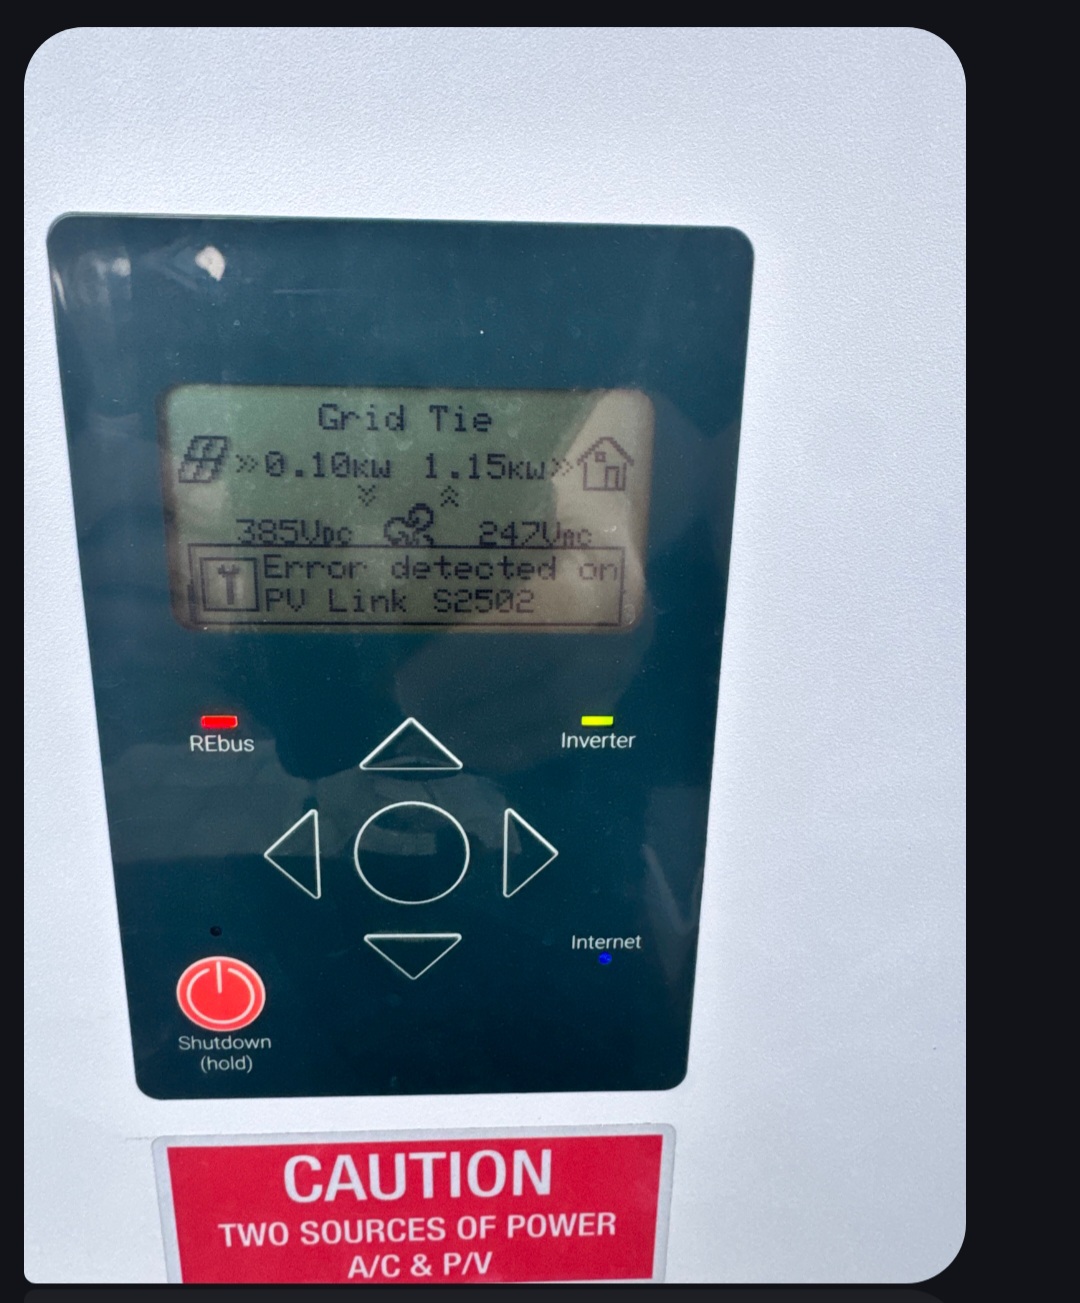 Grid Tie
0.10kW 1.15kW
385VDC 247VAC
Error detected on
PV Link S2502
REbus
Inverter
Internet
Shutdown
(hold)
CAUTION
TWO SOURCES OF POWER
A/C & P/V